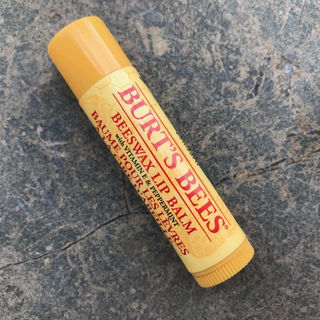 BURT'S BEES®
BEESWAX LIP BALM
with VITAMIN E & PEPPERMINT
BAUME POUR LES LÈVRES